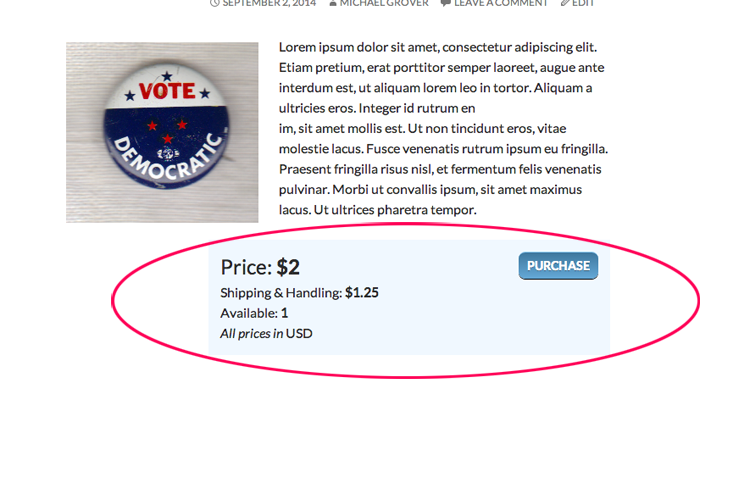 SEPTEMBER 2, 2014 MICHAEL GROVER LEAVE A COMMENT EDIT
VOTE
DEMOCRATIC
Lorem ipsum dolor sit amet, consectetur adipiscing elit.
Etiam pretium, erat porttitor semper laoreet, augue ante
interdum est, ut aliquam lorem leo in tortor. Aliquam a
ultricies eros. Integer id rutrum en
im, sit amet mollis est. Ut non tincidunt eros, vitae
molestie lacus. Fusce venenatis rutrum ipsum eu fringilla.
Praesent fringilla risus nisl, et fermentum felis venenatis
pulvinar. Morbi ut convallis ipsum, sit amet maximus
lacus. Ut ultrices pharetra tempor.
Price: $2
PURCHASE
Shipping & Handling: $1.25
Available: 1
All prices in USD